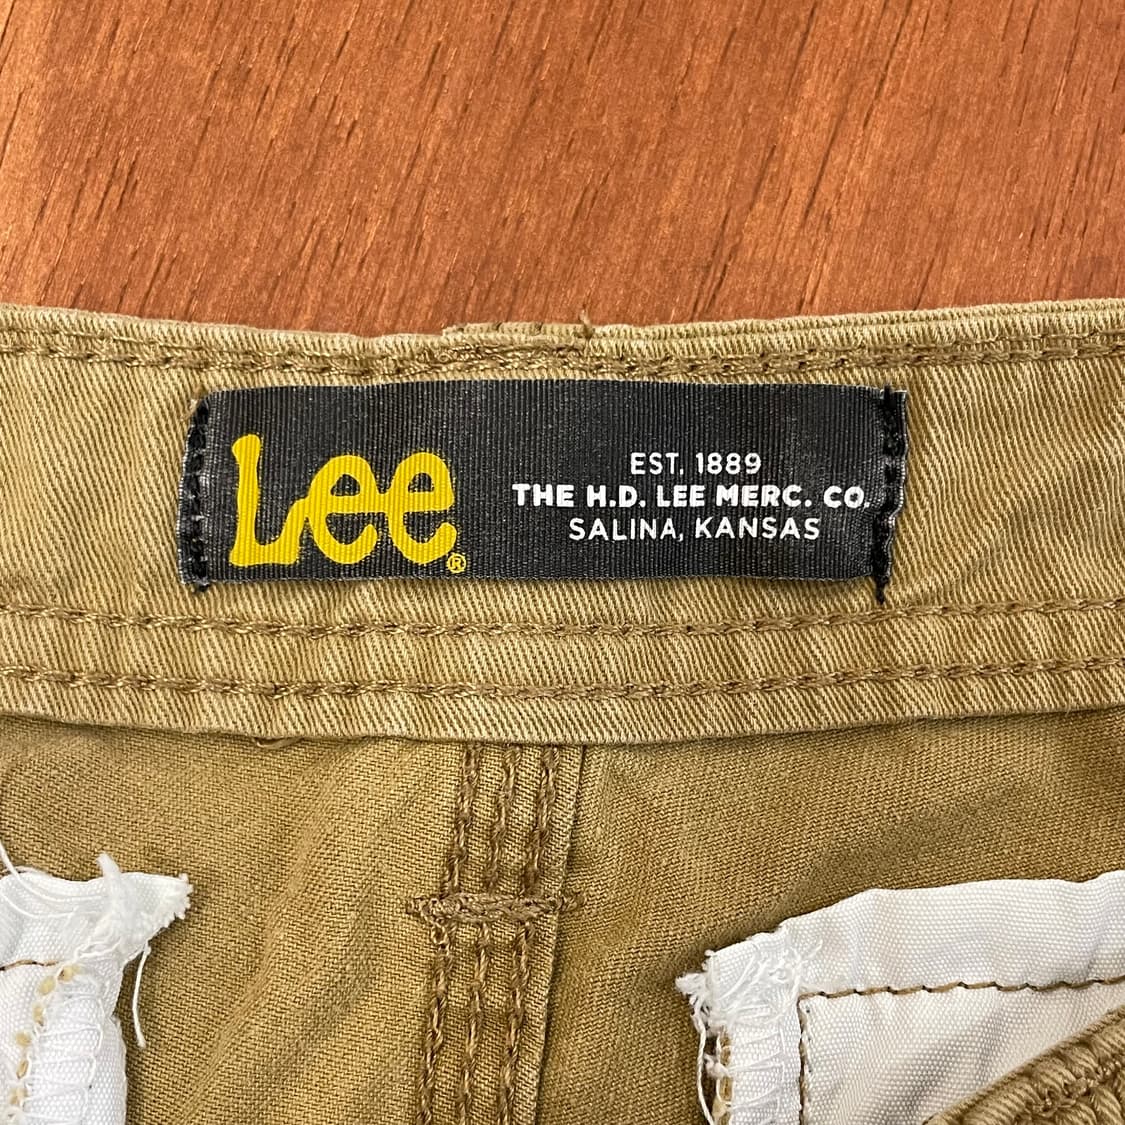 Lee®
EST. 1889
THE H.D. LEE MERC. CO.
SALINA, KANSAS